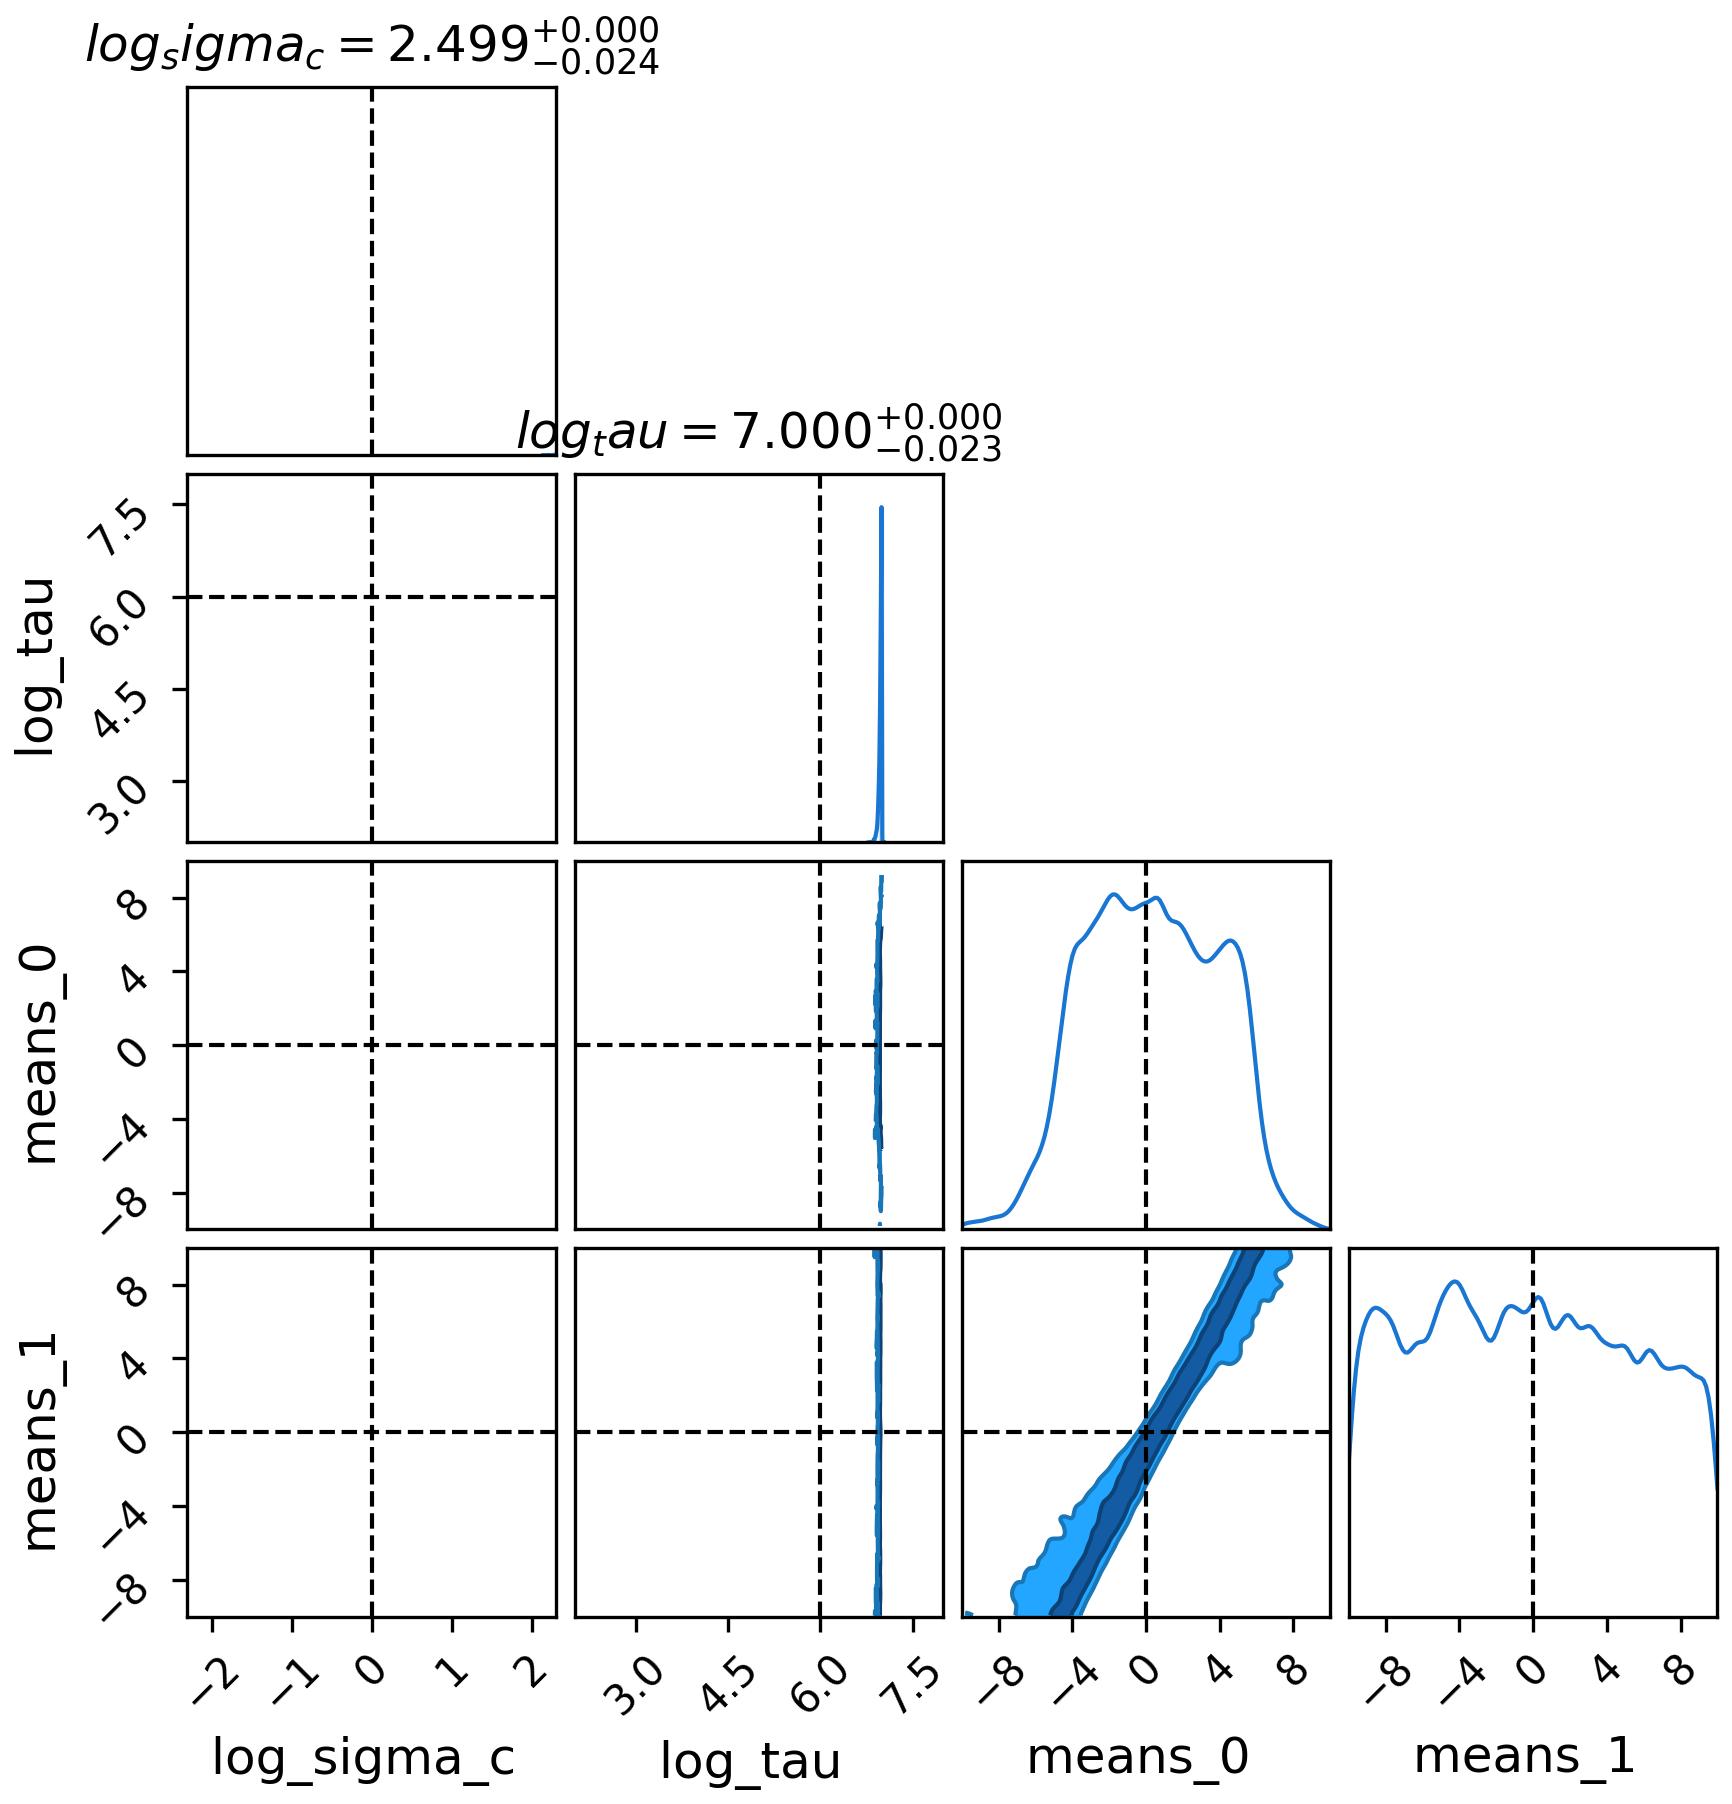 log_sigma_c = 2.499^{+0.000}_{-0.024}
log_tau = 7.000^{+0.000}_{-0.023}
7.5
6.0
4.5
3.0
log_tau
8
4
0
−4
−8
means_0
8
4
0
−4
−8
means_1
−2 −1 0 1 2
3.0 4.5 6.0 7.5
−8 −4 0 4 8
−8 −4 0 4 8
log_sigma_c
log_tau
means_0
means_1